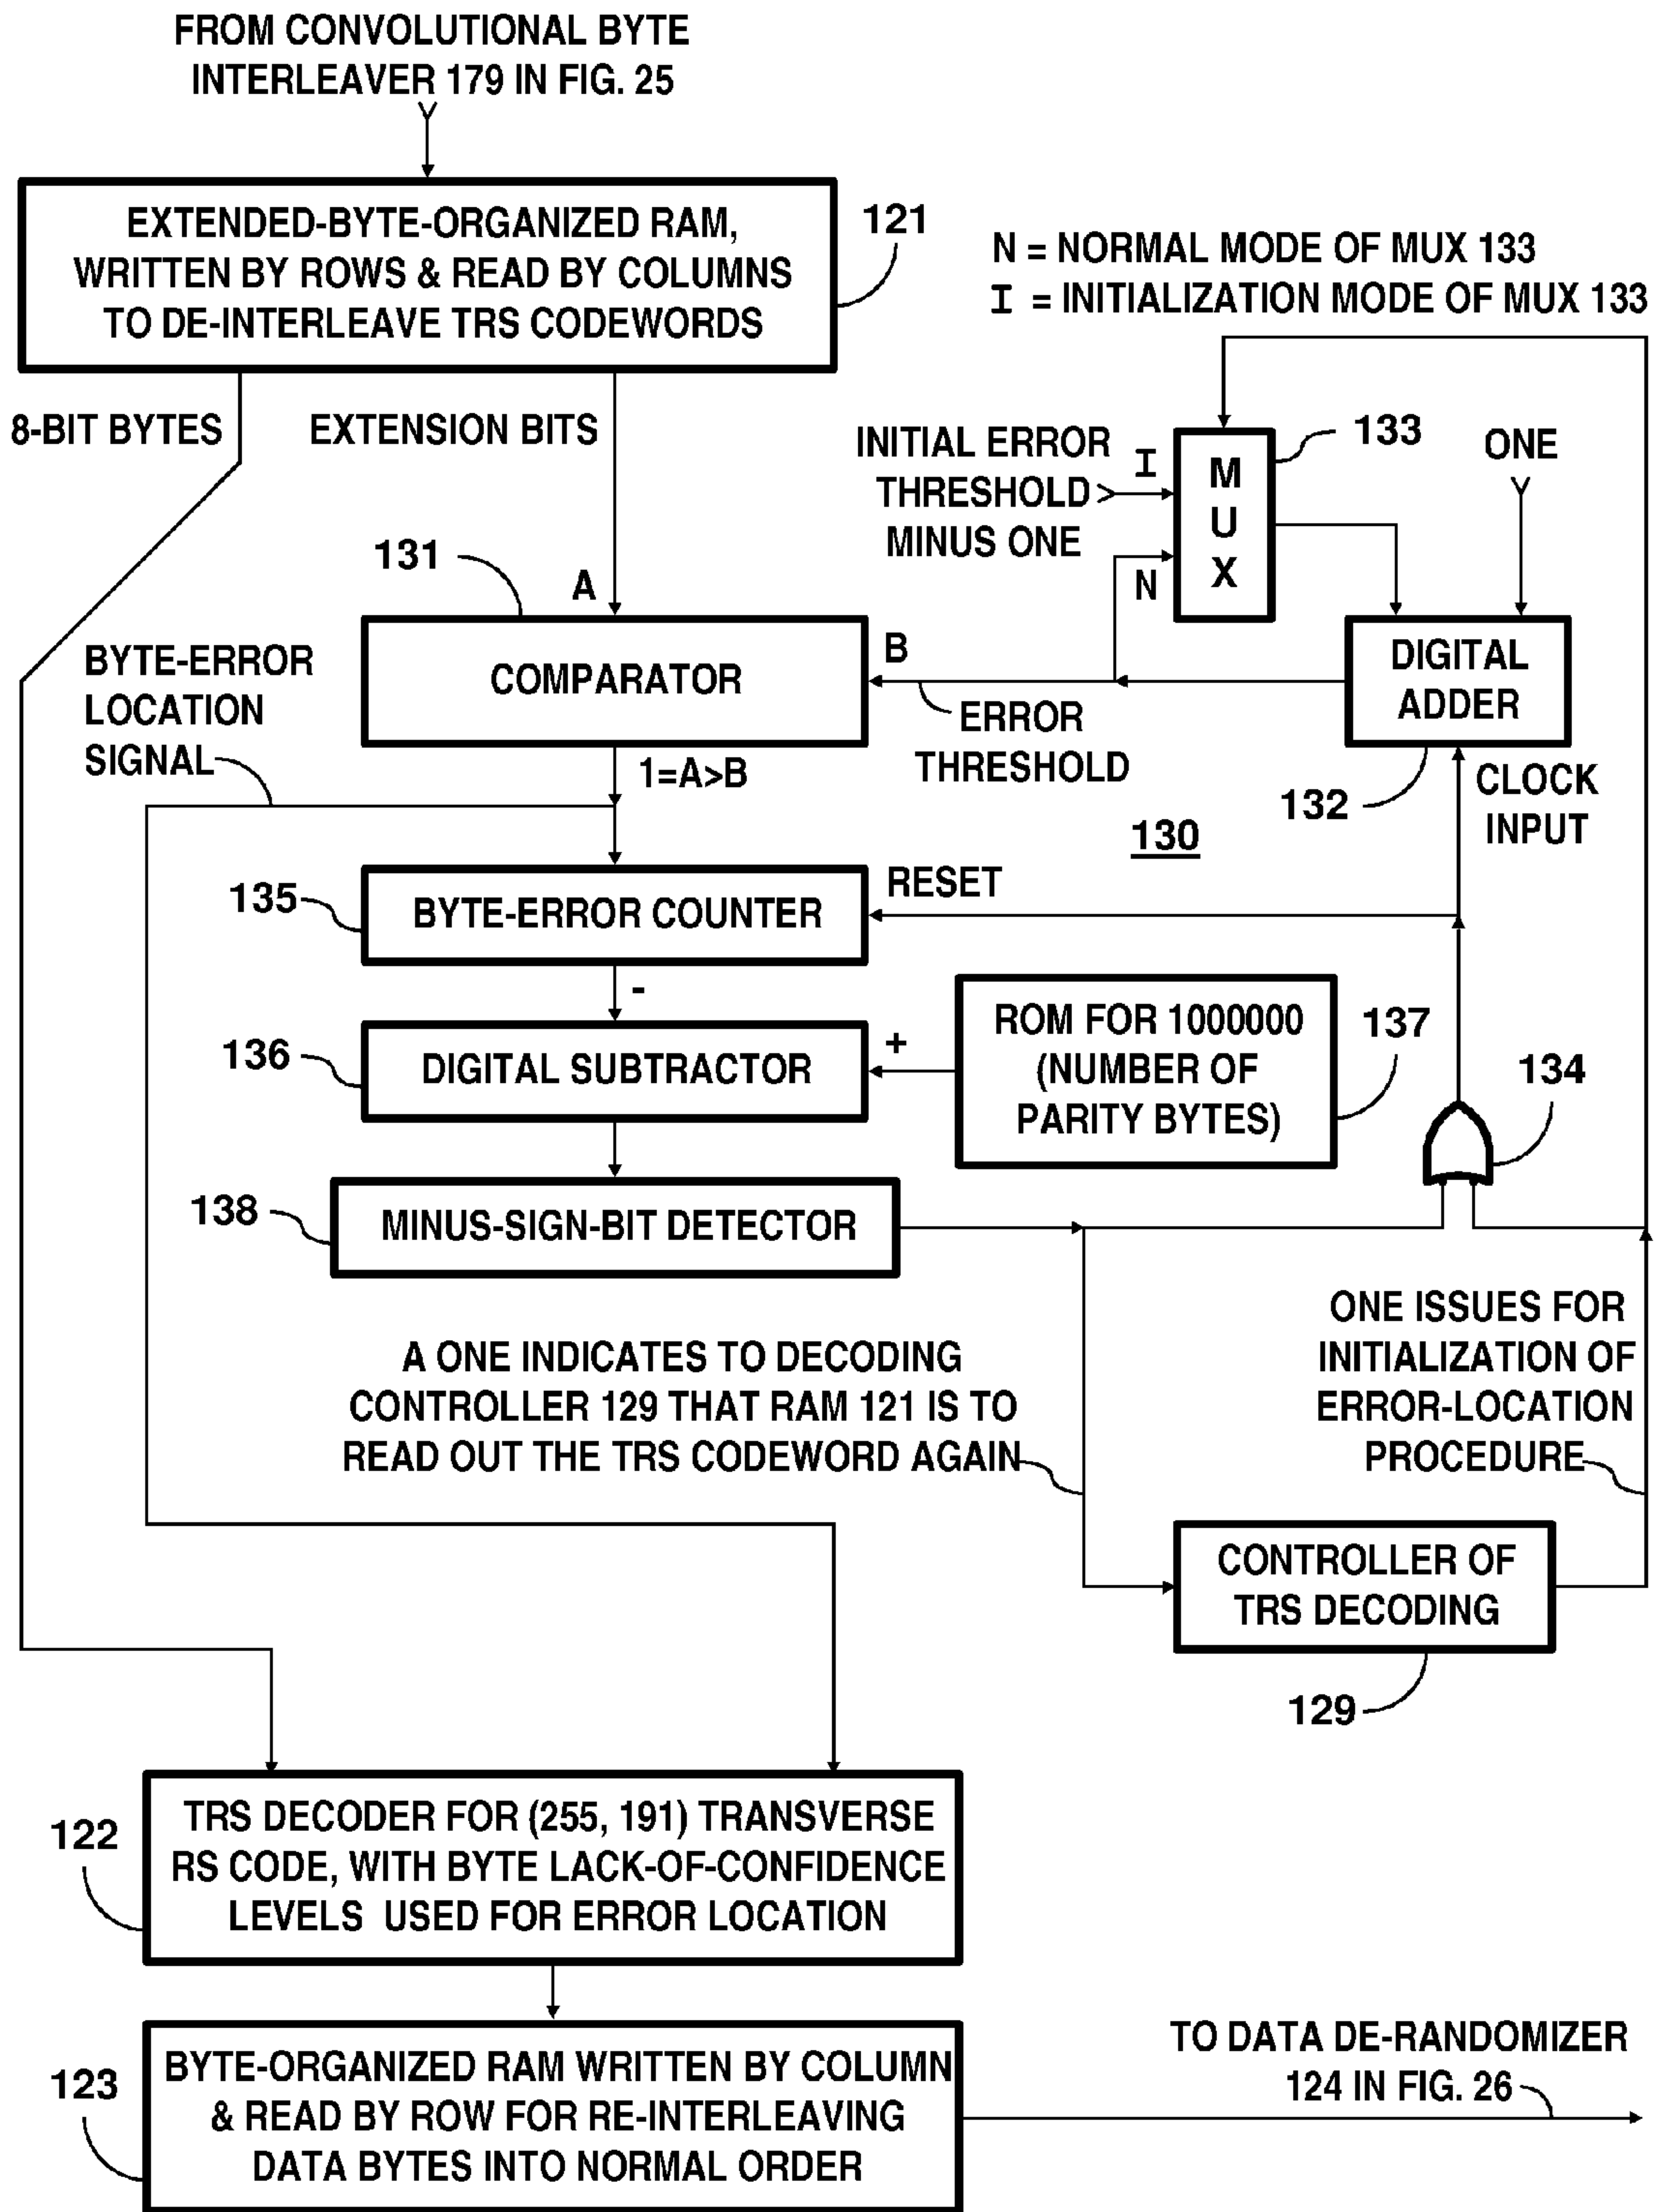 FROM CONVOLUTIONAL BYTE
INTERLEAVER 179 IN FIG. 25
EXTENDED-BYTE-ORGANIZED RAM,
WRITTEN BY ROWS & READ BY COLUMNS
TO DE-INTERLEAVE TRS CODEWORDS
121
N = NORMAL MODE OF MUX 133
I = INITIALIZATION MODE OF MUX 133
8-BIT BYTES
EXTENSION BITS
INITIAL ERROR
THRESHOLD
MINUS ONE
I
N
M
U
X
133
ONE
131
A
COMPARATOR
B
ERROR
THRESHOLD
DIGITAL
ADDER
132
CLOCK
INPUT
BYTE-ERROR
LOCATION
SIGNAL
1=A>B
130
135
BYTE-ERROR COUNTER
RESET
-
136
DIGITAL SUBTRACTOR
+
ROM FOR 1000000
(NUMBER OF
PARITY BYTES)
137
134
138
MINUS-SIGN-BIT DETECTOR
A ONE INDICATES TO DECODING
CONTROLLER 129 THAT RAM 121 IS TO
READ OUT THE TRS CODEWORD AGAIN
ONE ISSUES FOR
INITIALIZATION OF
ERROR-LOCATION
PROCEDURE
CONTROLLER OF
TRS DECODING
129
122
TRS DECODER FOR (255, 191) TRANSVERSE
RS CODE, WITH BYTE LACK-OF-CONFIDENCE
LEVELS USED FOR ERROR LOCATION
123
BYTE-ORGANIZED RAM WRITTEN BY COLUMN
& READ BY ROW FOR RE-INTERLEAVING
DATA BYTES INTO NORMAL ORDER
TO DATA DE-RANDOMIZER
124 IN FIG. 26